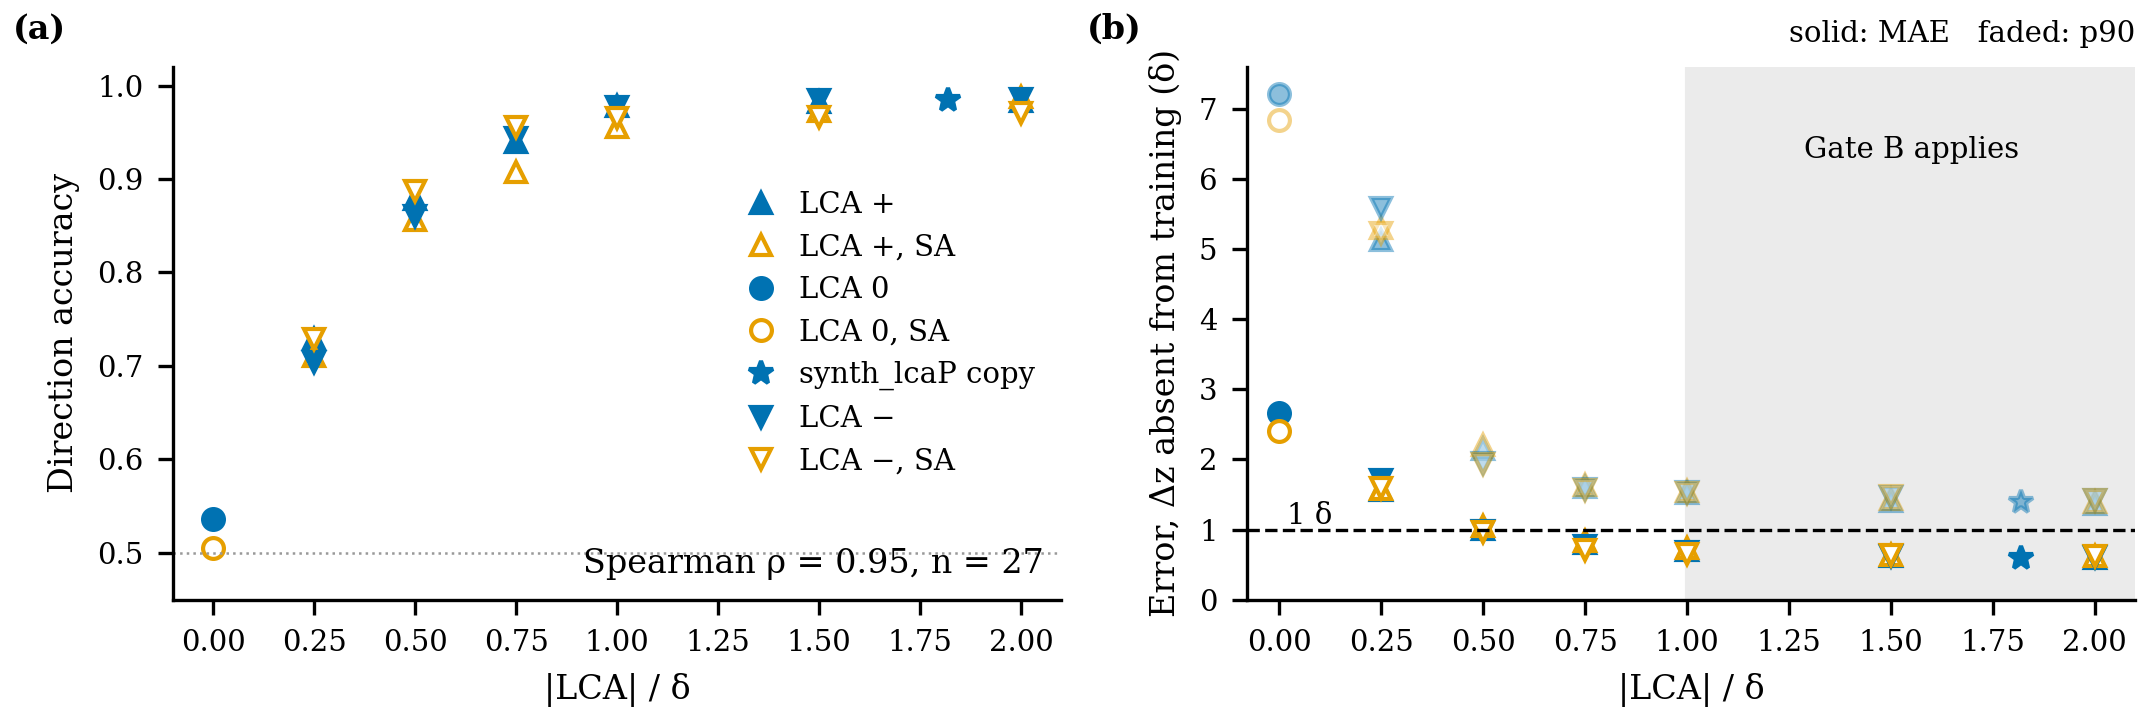 (a)
Direction accuracy
1.0
0.9
0.8
0.7
0.6
0.5
LCA +
LCA +, SA
LCA 0
LCA 0, SA
synth_lcaP copy
LCA −
LCA −, SA
Spearman ρ = 0.95, n = 27
0.00 0.25 0.50 0.75 1.00 1.25 1.50 1.75 2.00
|LCA| / δ
(b)
solid: MAE faded: p90
Error, Δz absent from training (δ)
7
6
5
4
3
2
1
0
Gate B applies
1 δ
0.00 0.25 0.50 0.75 1.00 1.25 1.50 1.75 2.00
|LCA| / δ